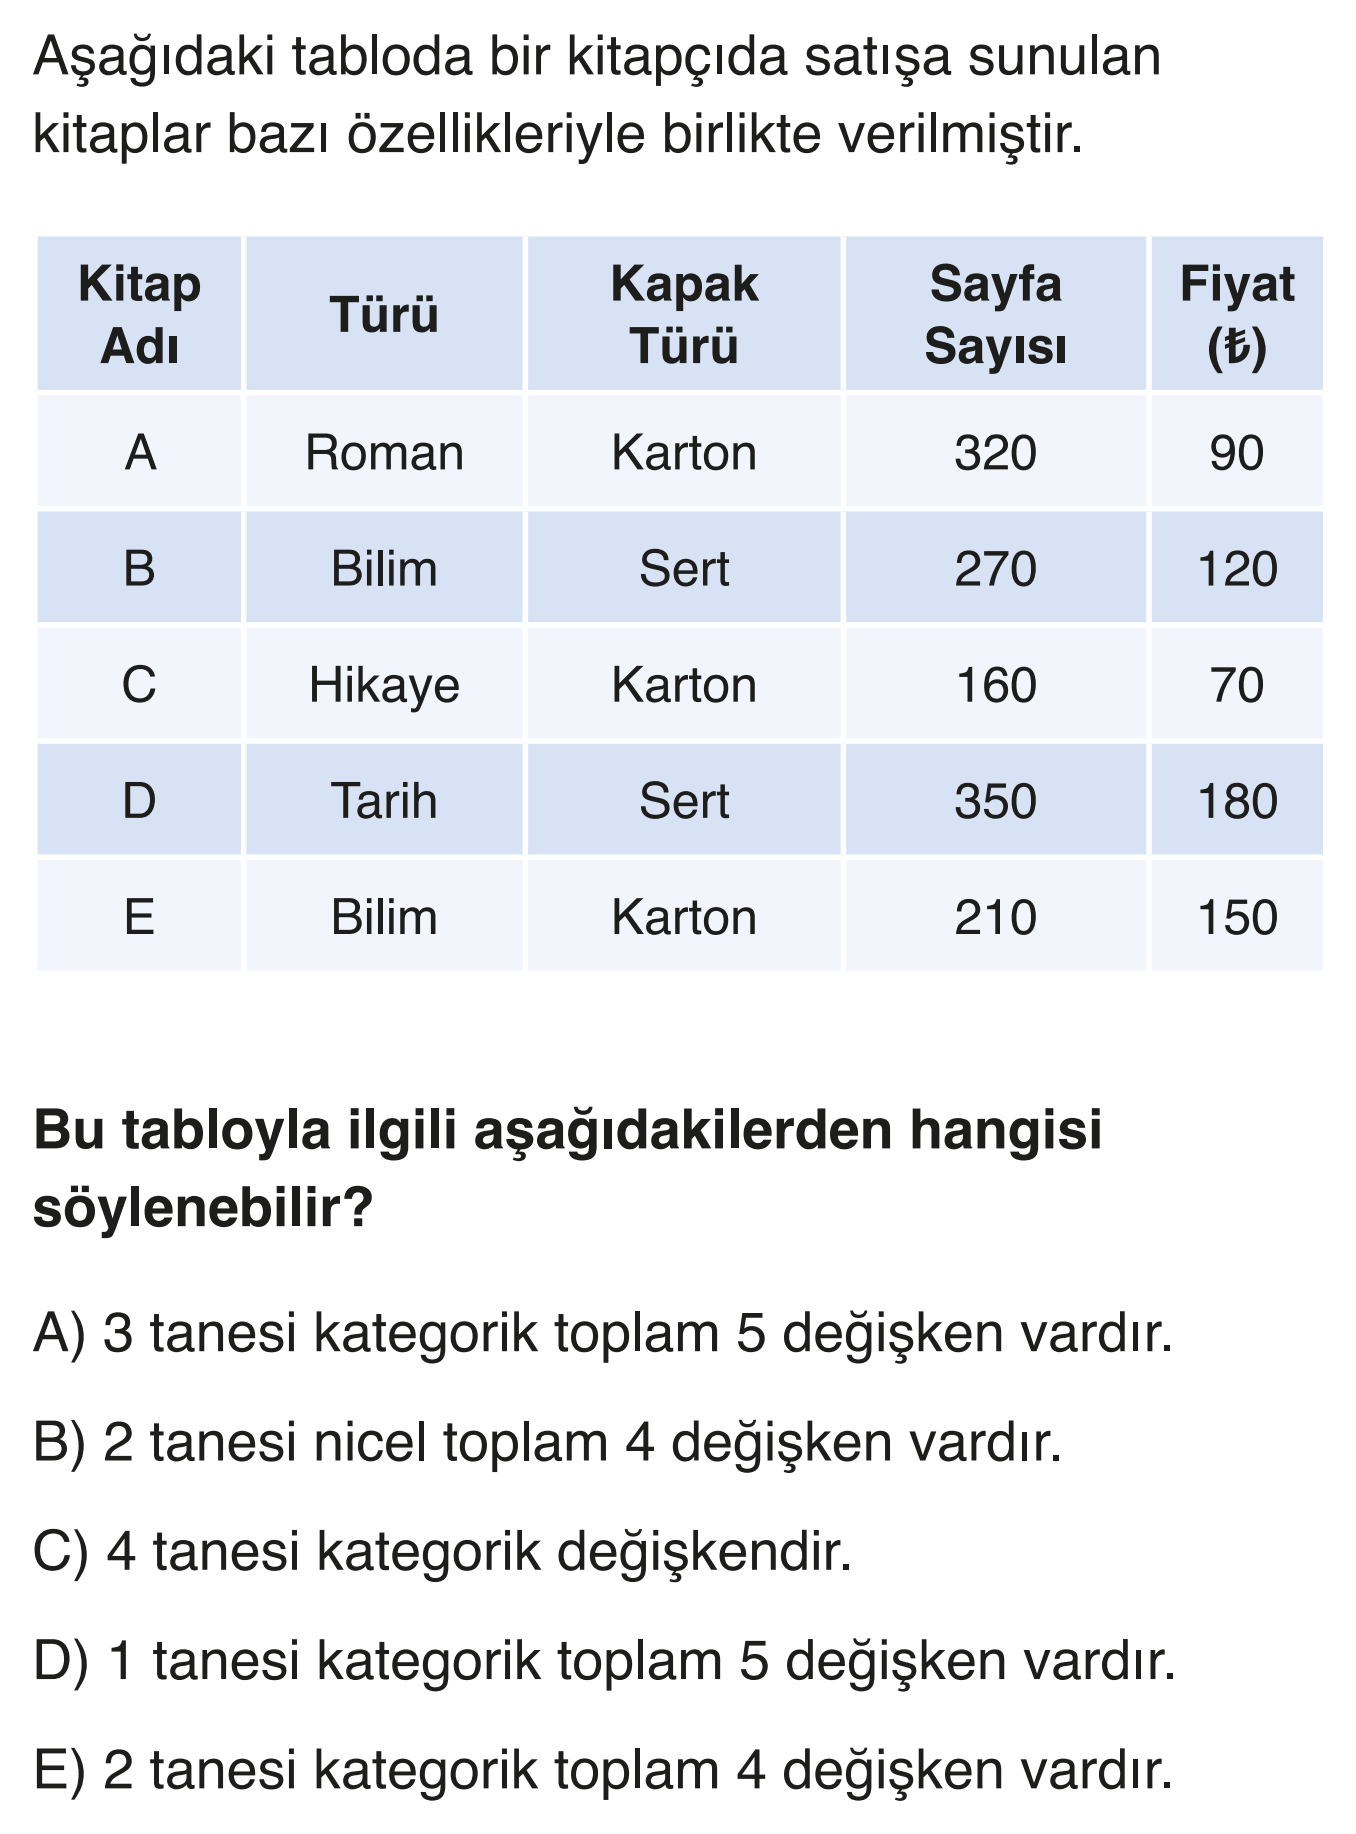 Aşağıdaki tabloda bir kitapçıda satışa sunulan
kitaplar bazı özellikleriyle birlikte verilmiştir.
Kitap Adı Türü Kapak Türü Sayfa Sayısı Fiyat (₺)
A Roman Karton 320 90
B Bilim Sert 270 120
C Hikaye Karton 160 70
D Tarih Sert 350 180
E Bilim Karton 210 150
Bu tabloyla ilgili aşağıdakilerden hangisi
söylenebilir?
A) 3 tanesi kategorik toplam 5 değişken vardır.
B) 2 tanesi nicel toplam 4 değişken vardır.
C) 4 tanesi kategorik değişkendir.
D) 1 tanesi kategorik toplam 5 değişken vardır.
E) 2 tanesi kategorik toplam 4 değişken vardır.